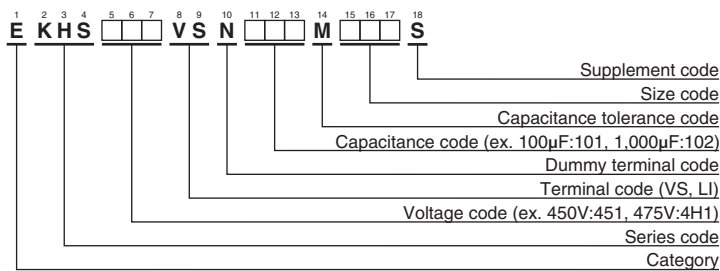 1 2 3 4 5 6 7 8 9 10 11 12 13 14 15 16 17 18
E KHS VS N M S
Supplement code
Size code
Capacitance tolerance code
Capacitance code (ex. 100μF:101, 1,000μF:102)
Dummy terminal code
Terminal code (VS, LI)
Voltage code (ex. 450V:451, 475V:4H1)
Series code
Category